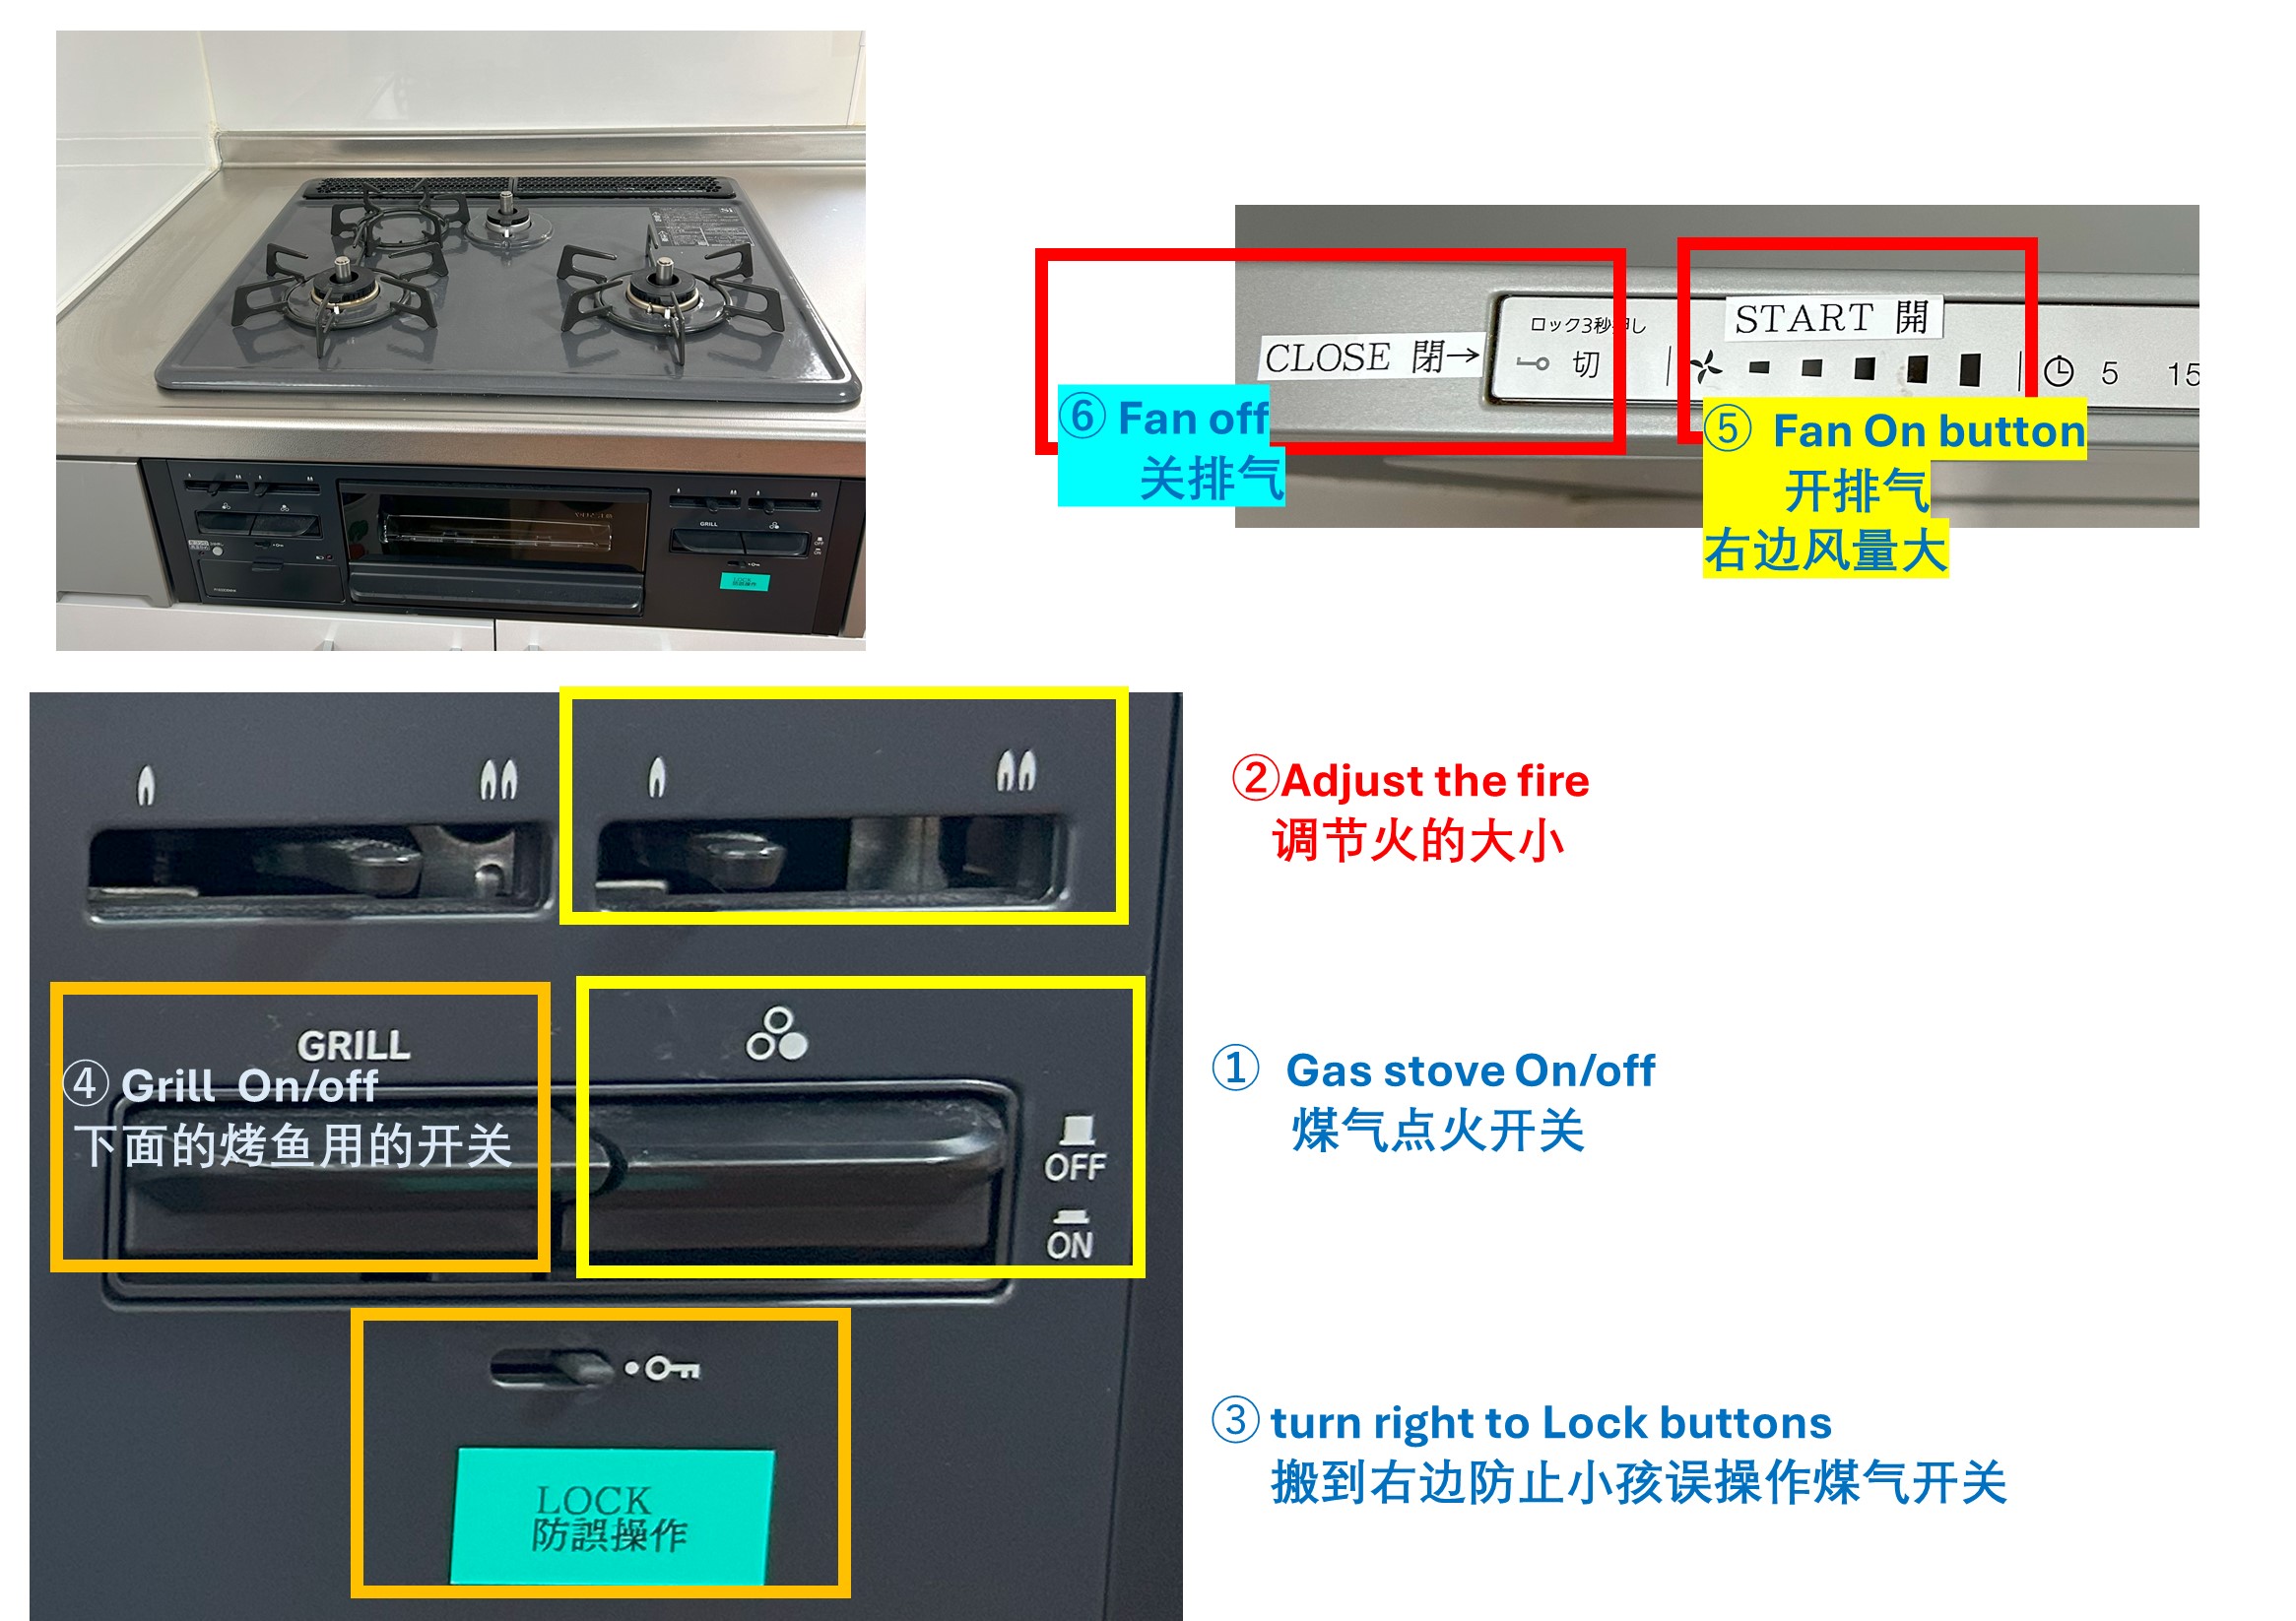 ロック3秒押し
START 開
CLOSE 閉→
切
5 15
⑥ Fan off
关排气
⑤ Fan On button
开排气
右边风量大
②Adjust the fire
调节火的大小
GRILL
④ Grill On/off
下面的烤鱼用的开关
OFF
ON
① Gas stove On/off
煤气点火开关
③ turn right to Lock buttons
搬到右边防止小孩误操作煤气开关
LOCK
防誤操作